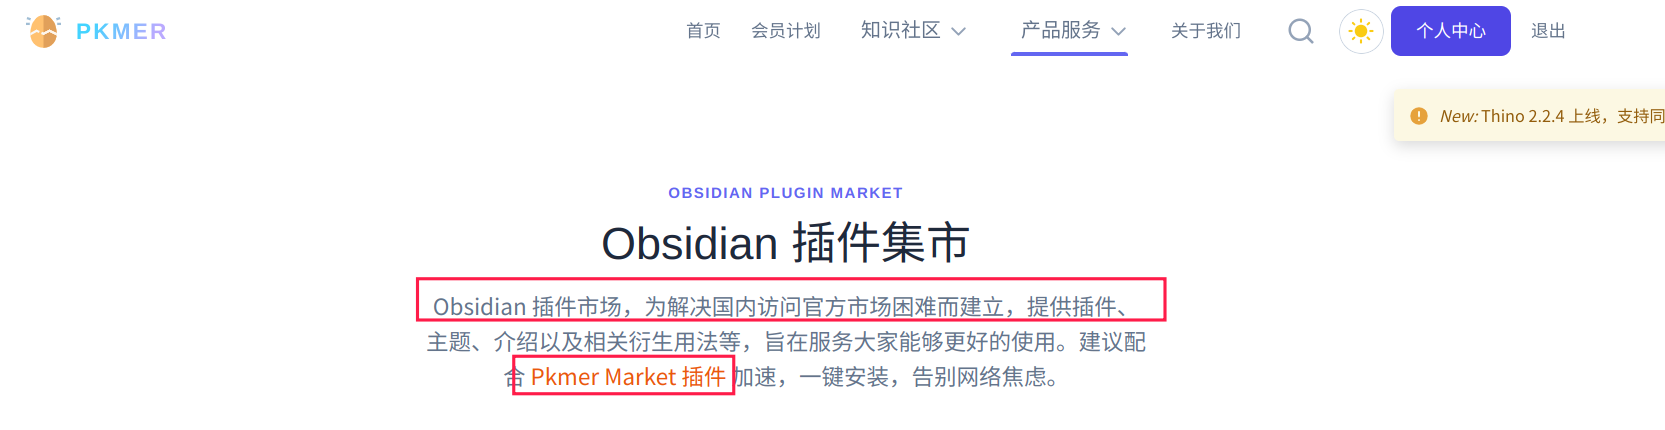 PKMER
首页 会员计划 知识社区 产品服务 关于我们 个人中心 退出
New: Thino 2.2.4 上线，支持同
OBSIDIAN PLUGIN MARKET
Obsidian 插件集市
Obsidian 插件市场，为解决国内访问官方市场困难而建立，提供插件、
主题、介绍以及相关衍生用法等，旨在服务大家能够更好的使用。建议配
合 Pkmer Market 插件 加速，一键安装，告别网络焦虑。